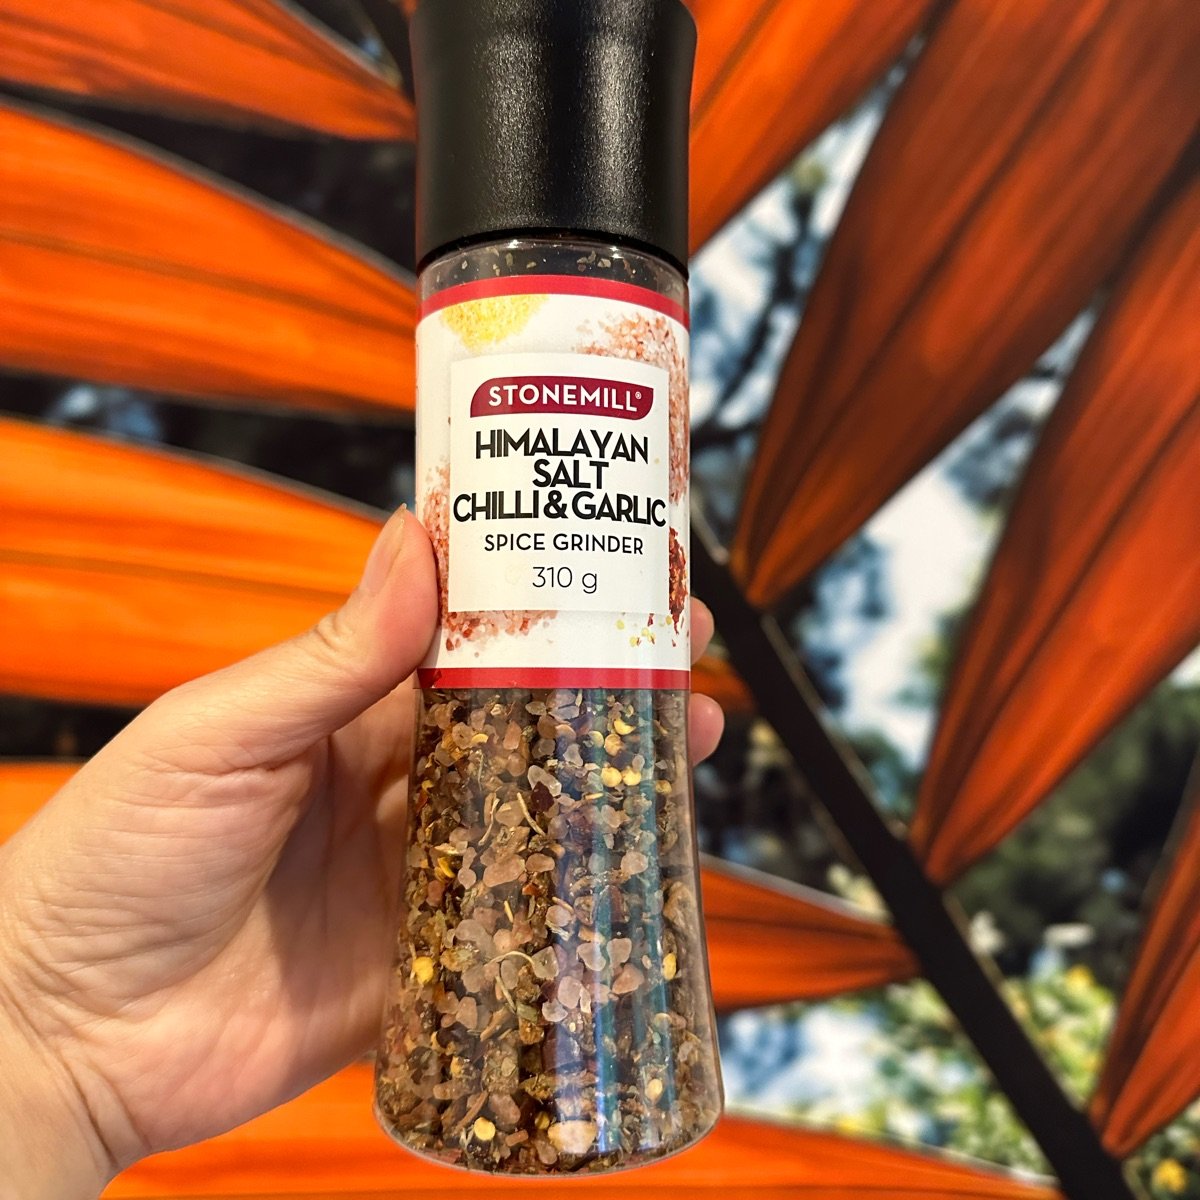 STONEMILL®
HIMALAYAN
SALT
CHILLI & GARLIC
SPICE GRINDER
310 g